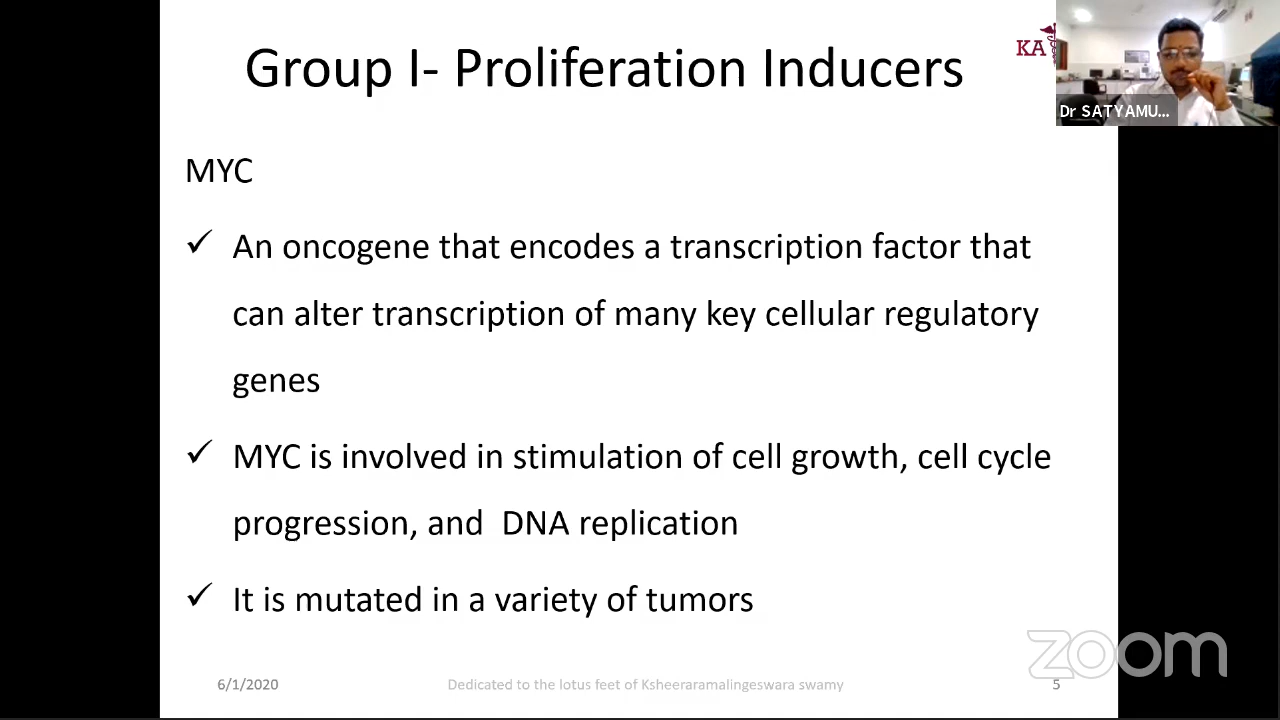 Group I- Proliferation Inducers
KA
Dr SATYAMU...
MYC
✓ An oncogene that encodes a transcription factor that
can alter transcription of many key cellular regulatory
genes
✓ MYC is involved in stimulation of cell growth, cell cycle
progression, and DNA replication
✓ It is mutated in a variety of tumors
zoom
6/1/2020
Dedicated to the lotus feet of Ksheeraramalingeswara swamy
5